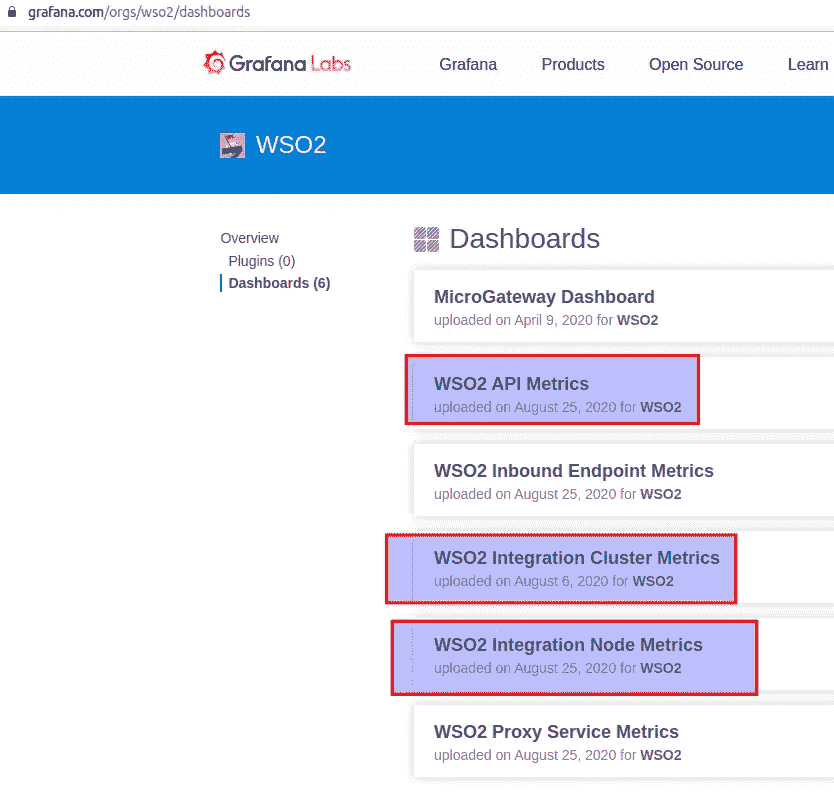 grafana.com/orgs/wso2/dashboards
Grafana Labs
Grafana Products Open Source Learn
WSO2
Overview
Plugins (0)
Dashboards (6)
Dashboards
MicroGateway Dashboard
uploaded on April 9, 2020 for WSO2
WSO2 API Metrics
uploaded on August 25, 2020 for WSO2
WSO2 Inbound Endpoint Metrics
uploaded on August 25, 2020 for WSO2
WSO2 Integration Cluster Metrics
uploaded on August 6, 2020 for WSO2
WSO2 Integration Node Metrics
uploaded on August 25, 2020 for WSO2
WSO2 Proxy Service Metrics
uploaded on August 25, 2020 for WSO2